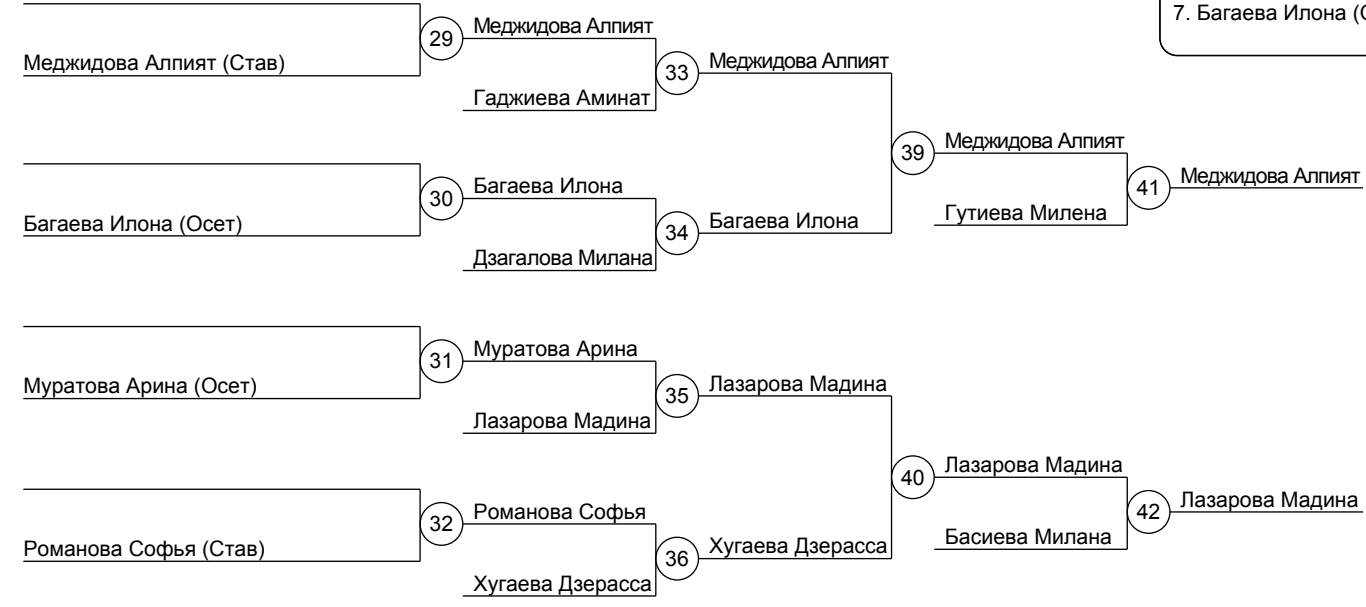 7. Багаева Илона (
Меджидова Алпият (Став)
29
Меджидова Алпият
Гаджиева Аминат
33
Меджидова Алпият
Багаева Илона (Осет)
30
Багаева Илона
Дзагалова Милана
34
Багаева Илона
39
Меджидова Алпият
Гутиева Милена
41
Меджидова Алпият
Муратова Арина (Осет)
31
Муратова Арина
Лазарова Мадина
35
Лазарова Мадина
Романова Софья (Став)
32
Романова Софья
Хугаева Дзерасса
36
Хугаева Дзерасса
40
Лазарова Мадина
Басиева Милана
42
Лазарова Мадина